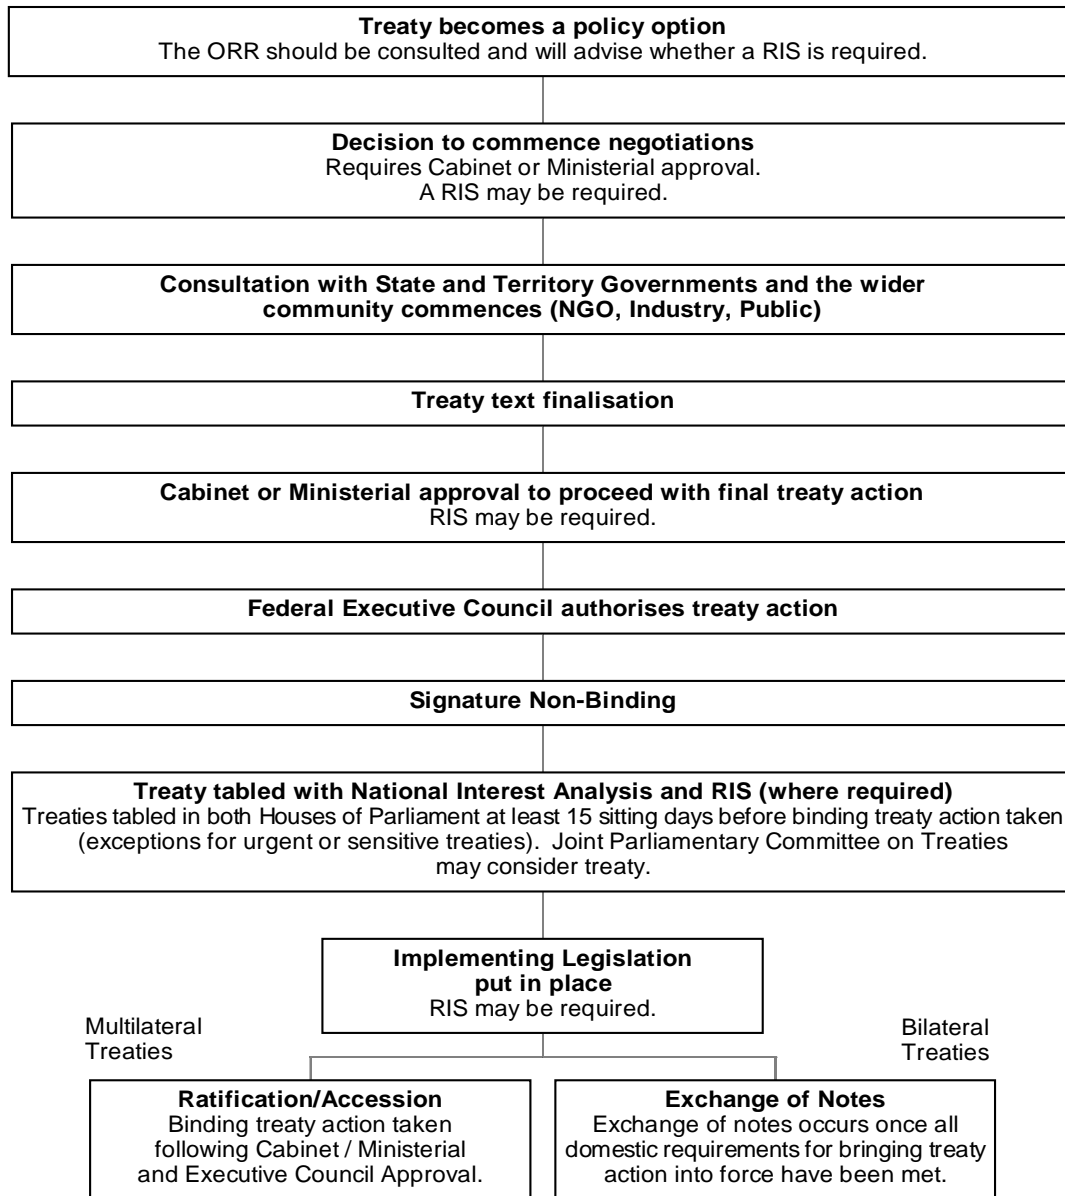 Treaty becomes a policy option
The ORR should be consulted and will advise whether a RIS is required.
Decision to commence negotiations
Requires Cabinet or Ministerial approval.
A RIS may be required.
Consultation with State and Territory Governments and the wider
community commences (NGO, Industry, Public)
Treaty text finalisation
Cabinet or Ministerial approval to proceed with final treaty action
RIS may be required.
Federal Executive Council authorises treaty action
Signature Non-Binding
Treaty tabled with National Interest Analysis and RIS (where required)
Treaties tabled in both Houses of Parliament at least 15 sitting days before binding treaty action taken
(exceptions for urgent or sensitive treaties). Joint Parliamentary Committee on Treaties
may consider treaty.
Implementing Legislation
put in place
RIS may be required.
Multilateral
Treaties
Bilateral
Treaties
Ratification/Accession
Binding treaty action taken
following Cabinet / Ministerial
and Executive Council Approval.
Exchange of Notes
Exchange of notes occurs once all
domestic requirements for bringing treaty
action into force have been met.